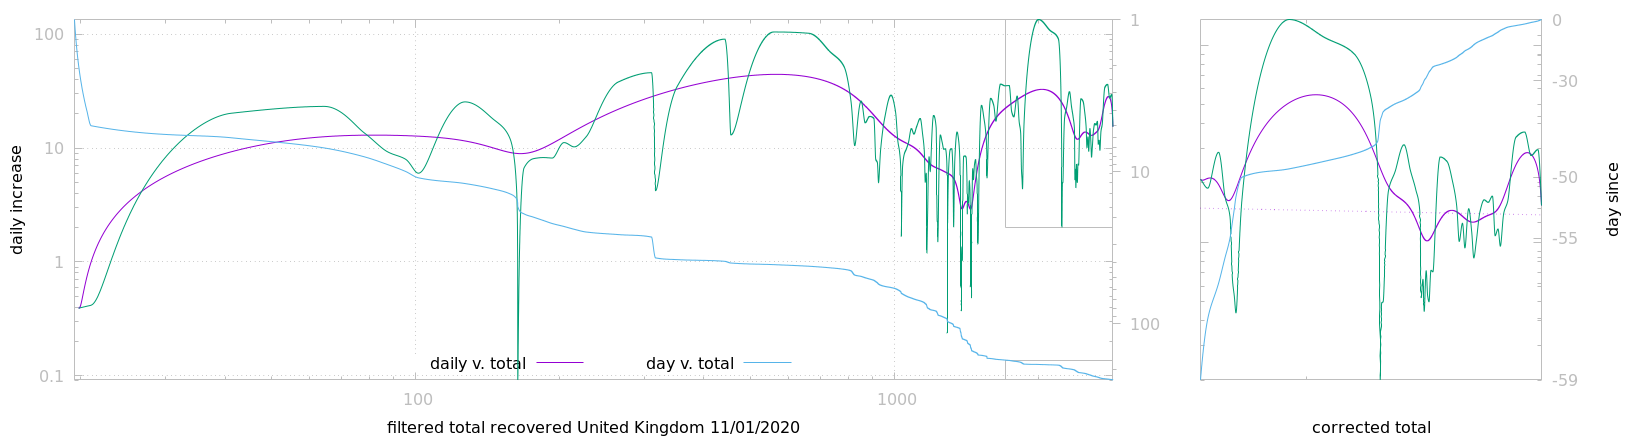 100
10
1
0.1
daily increase
100
1000
1
10
100
daily v. total
day v. total
filtered total recovered United Kingdom 11/01/2020
0
-30
-50
-55
-59
day since
corrected total